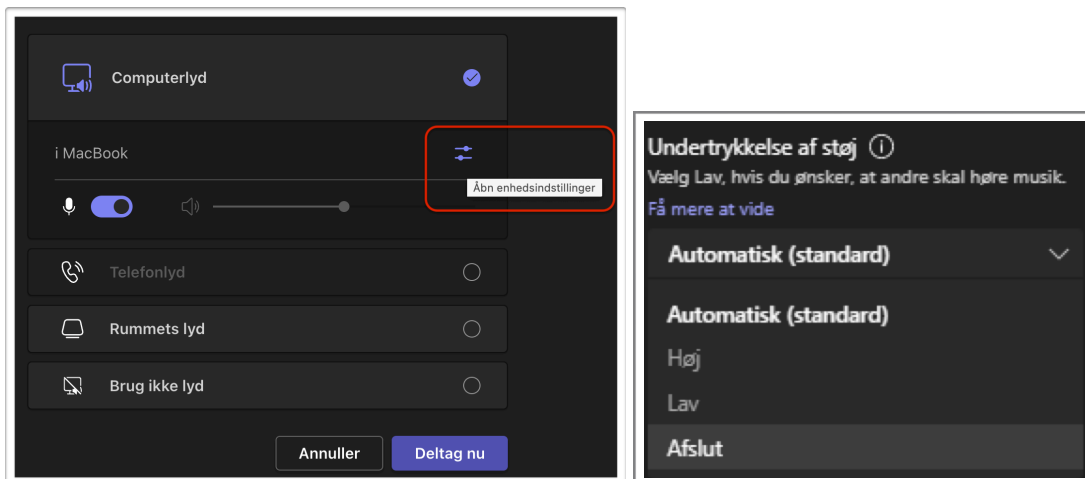 Computerlyd
i MacBook
Åbn enhedsindstillinger
Telefonlyd
Rummets lyd
Brug ikke lyd
Annuller
Deltag nu
Undertrykkelse af støj
Vælg Lav, hvis du ønsker, at andre skal høre musik.
Få mere at vide
Automatisk (standard)
Automatisk (standard)
Høj
Lav
Afslut